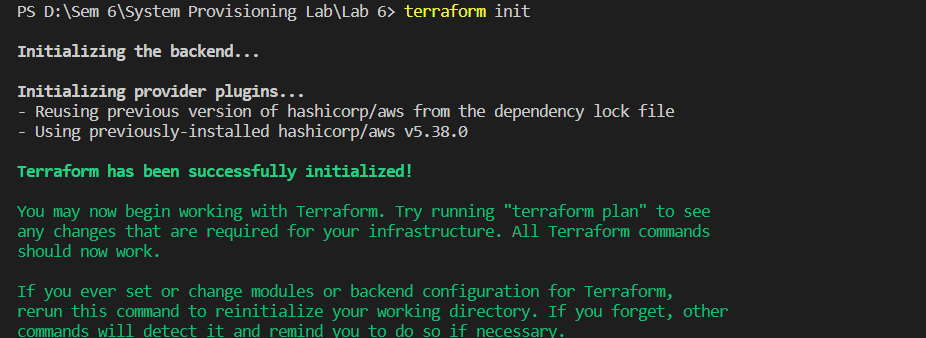 PS D:\Sem 6\System Provisioning Lab\Lab 6> terraform init
Initializing the backend...
Initializing provider plugins...
- Reusing previous version of hashicorp/aws from the dependency lock file
- Using previously-installed hashicorp/aws v5.38.0
Terraform has been successfully initialized!
You may now begin working with Terraform. Try running "terraform plan" to see
any changes that are required for your infrastructure. All Terraform commands
should now work.
If you ever set or change modules or backend configuration for Terraform,
rerun this command to reinitialize your working directory. If you forget, other
commands will detect it and remind you to do so if necessary.